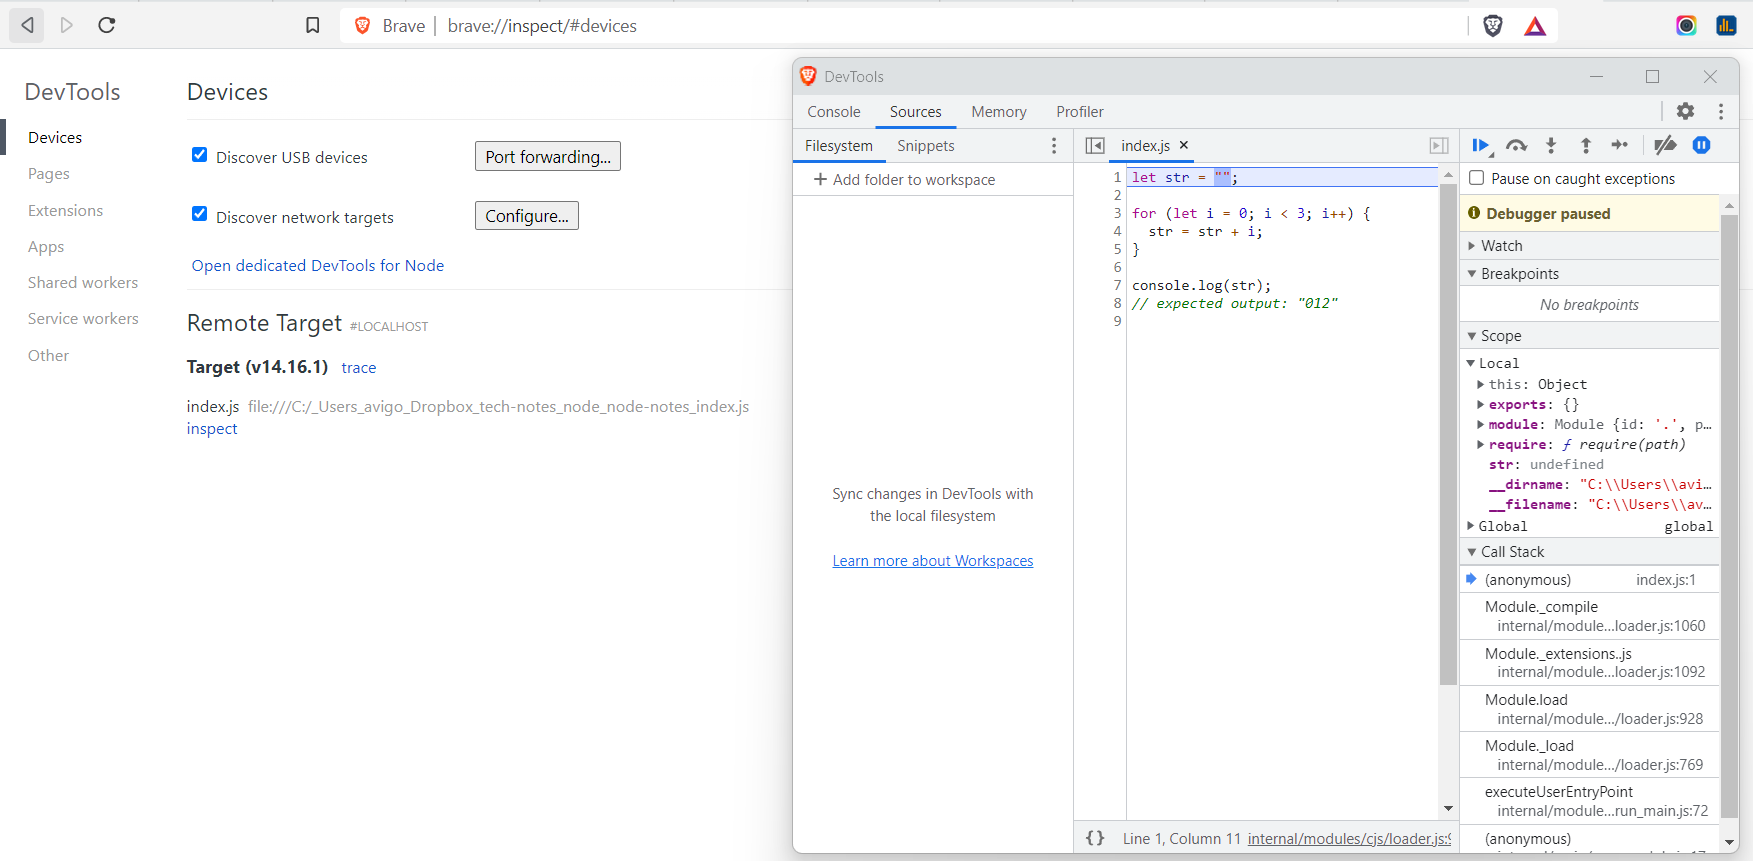 Brave | brave://inspect/#devices
DevTools
Devices
Pages
Extensions
Apps
Shared workers
Service workers
Other
Devices
Discover USB devices
Port forwarding...
Discover network targets
Configure...
Open dedicated DevTools for Node
Remote Target #LOCALHOST
Target (v14.16.1) trace
index.js file:///C:/_Users_avigo_Dropbox_tech-notes_node_node-notes_index.js
inspect
DevTools
Console Sources Memory Profiler
Filesystem Snippets
+ Add folder to workspace
Sync changes in DevTools with
the local filesystem
Learn more about Workspaces
index.js ×
1 let str = "";
2
3 for (let i = 0; i < 3; i++) {
4 str = str + i;
5 }
6
7 console.log(str);
8 // expected output: "012"
9
{} Line 1, Column 11 internal/modules/cjs/loader.js:9
Pause on caught exceptions
Debugger paused
Watch
Breakpoints
No breakpoints
Scope
Local
this: Object
exports: {}
module: Module {id: '.', p…
require: ƒ require(path)
str: undefined
__dirname: "C:\\Users\\avi…
__filename: "C:\\Users\\av…
Global global
Call Stack
(anonymous) index.js:1
Module._compile
internal/module…loader.js:1060
Module._extensions..js
internal/module…loader.js:1092
Module.load
internal/module…/loader.js:928
Module._load
internal/module…/loader.js:769
executeUserEntryPoint
internal/module…run_main.js:72
(anonymous)